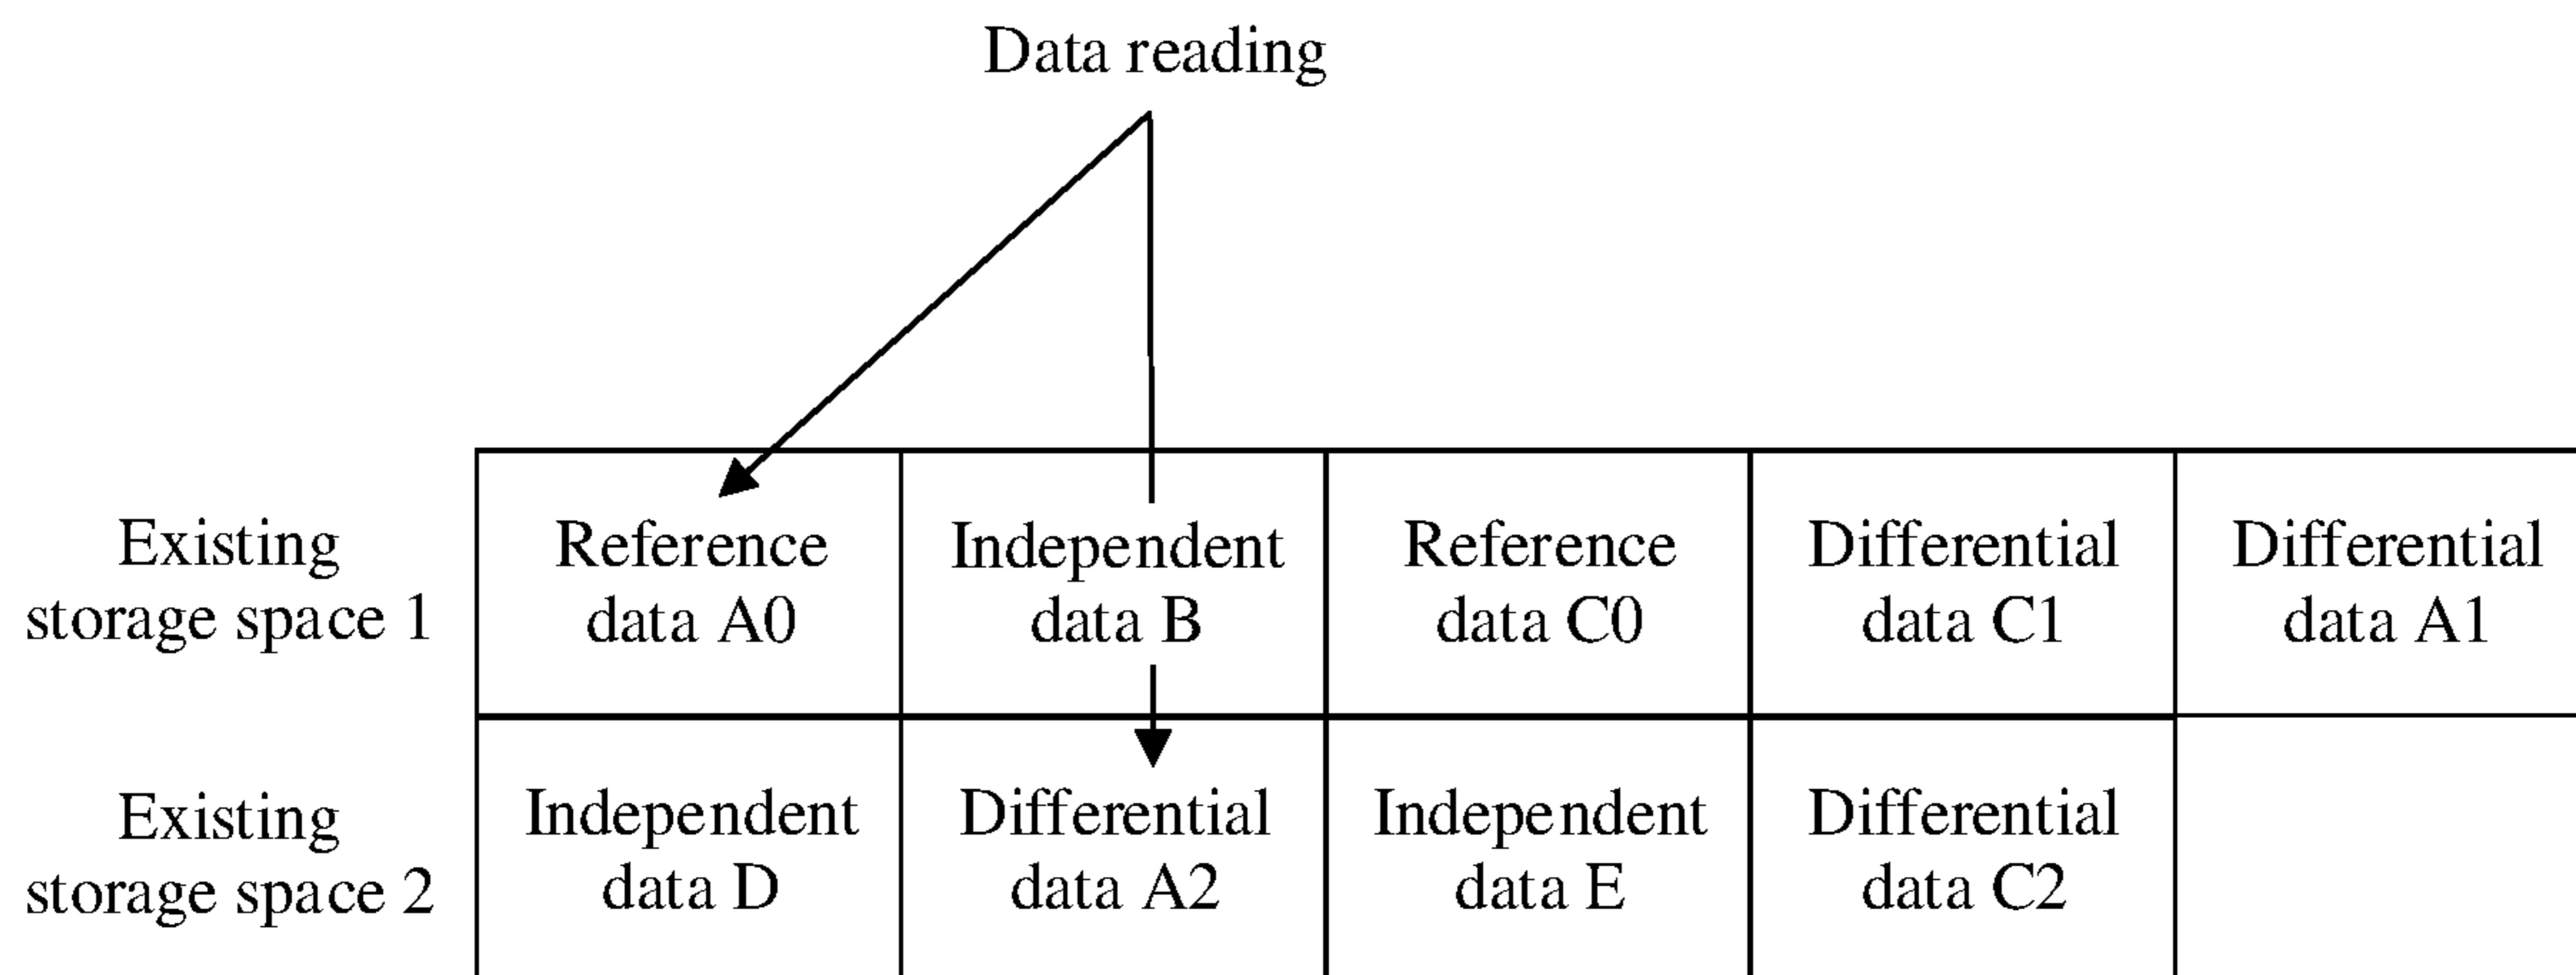 Data reading
Existing
storage space 1
Reference
data A0
Independent
data B
Reference
data C0
Differential
data C1
Differential
data A1
Existing
storage space 2
Independent
data D
Differential
data A2
Independent
data E
Differential
data C2